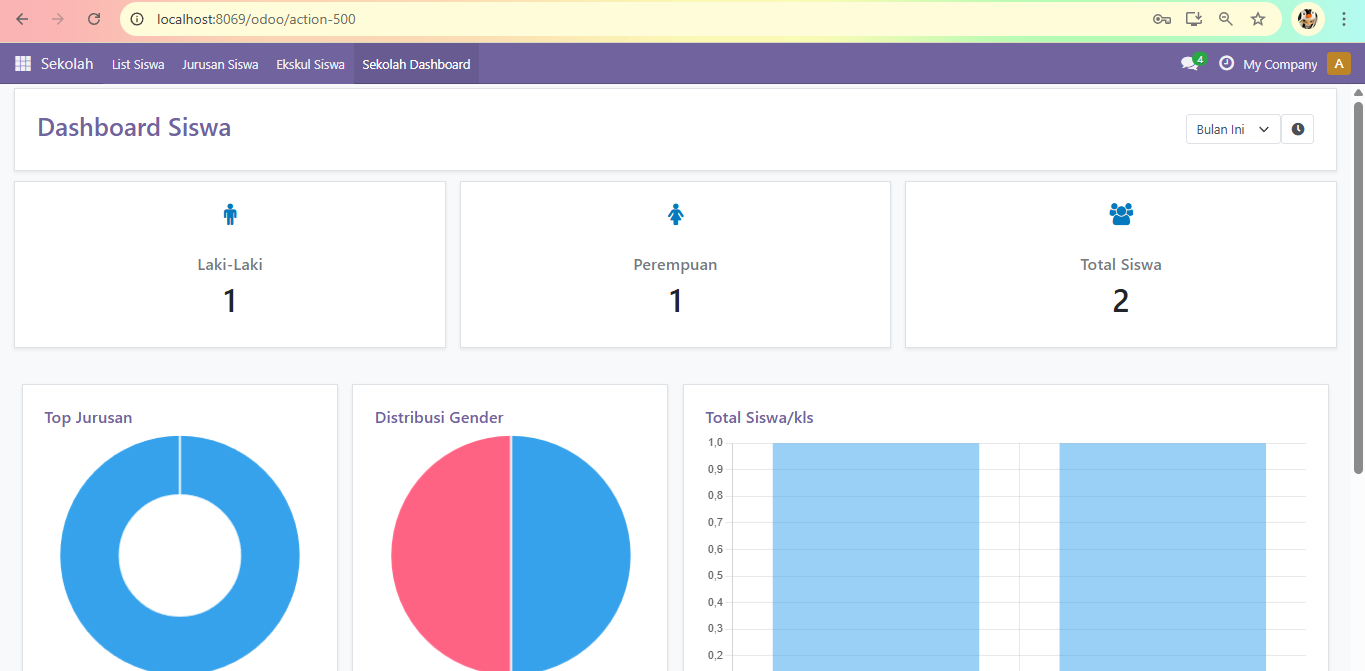 localhost:8069/odoo/action-500
Sekolah List Siswa Jurusan Siswa Ekskul Siswa Sekolah Dashboard 4 My Company A
Dashboard Siswa
Bulan Ini
Laki-Laki
1
Perempuan
1
Total Siswa
2
Top Jurusan
Distribusi Gender
Total Siswa/kls
1,0
0,9
0,8
0,7
0,6
0,5
0,4
0,3
0,2